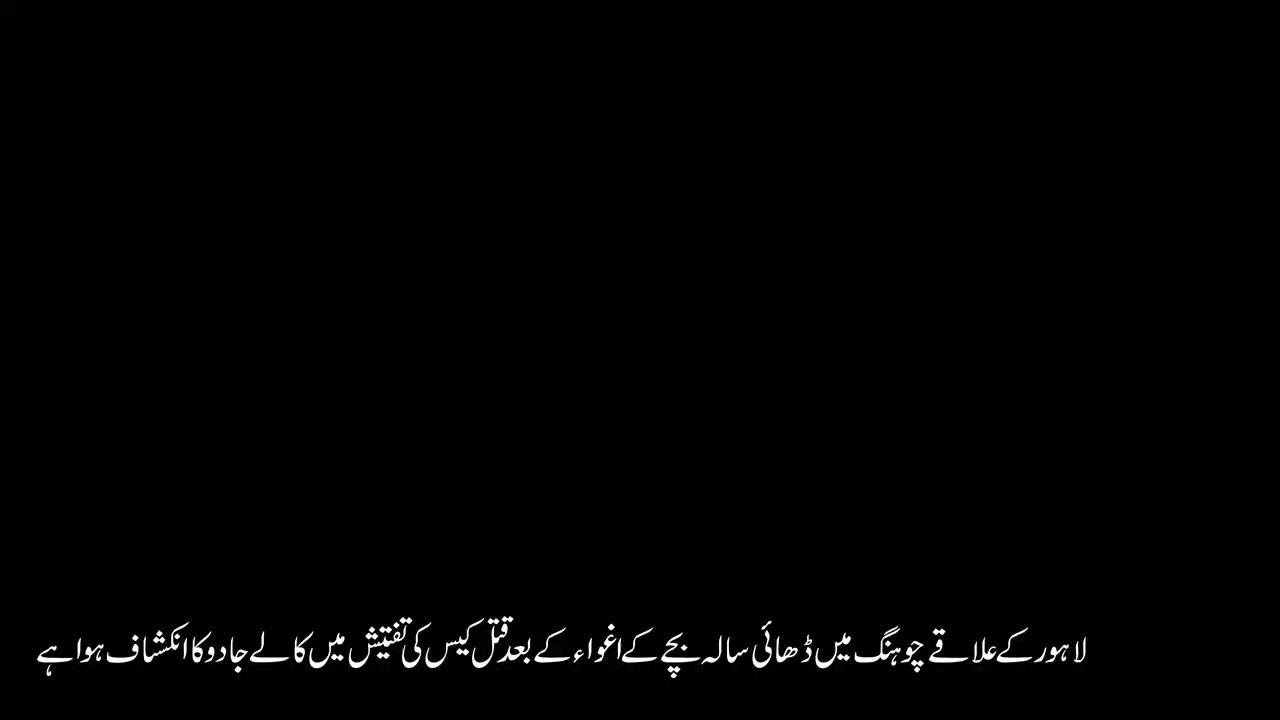 لاہور کے علاقے چوہنگ میں ڈھائی سالہ بچے کے اغواء کے بعد قتل کیس کی تفتیش میں کالے جادو کا انکشاف ہوا ہے